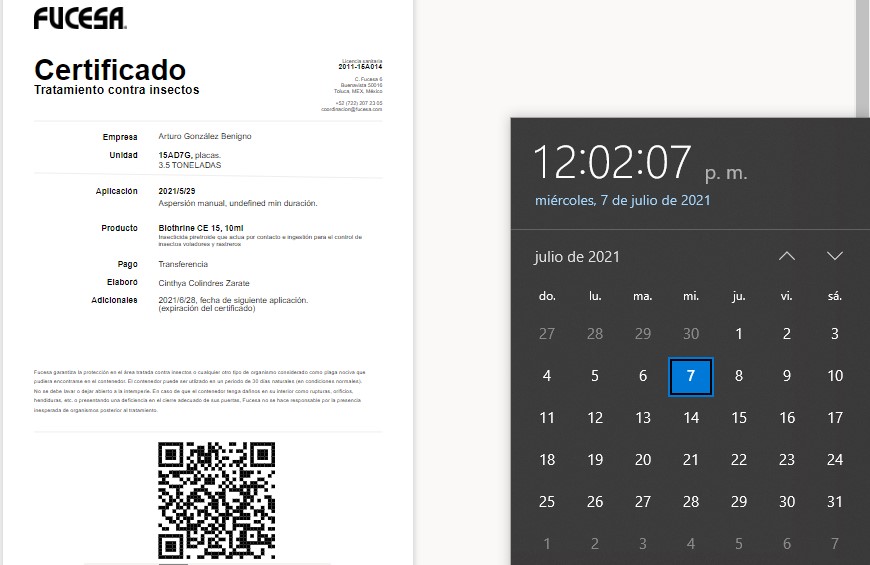 FUCESA
Certificado
Tratamiento contra insectos
Licencia sanitaria
2011-15A014
C. Fucesa 6
Buenavista 50016
Toluca, MEX, México
+52 (722) 207 23 05
coordinacion@fucesa.com
Empresa Arturo González Benigno
Unidad 15AD7G, placas.
3.5 TONELADAS
Aplicación 2021/5/29
Aspersión manual, undefined min duración.
Producto Biothrine CE 15, 10ml
Insecticida piretroide que actua por contacto e ingestión para el control de
insectos voladores y rastreros
Pago Transferencia
Elaboró Cinthya Colindres Zarate
Adicionales 2021/6/28, fecha de siguiente aplicación.
(expiración del certificado)
Fucesa garantiza la protección en el área tratada contra insectos o cualquier otro tipo de organismo considerado como plaga nociva que
pudiera encontrarse en el contenedor. El contenedor puede ser utilizado en un periodo de 30 días naturales (en condiciones normales).
No se debe lavar o dejar abierto a la intemperie. En caso de que el contenedor tenga daños en su interior como rupturas, orificios,
hendiduras, etc. o presentando una deficiencia en el cierre adecuado de sus puertas, Fucesa no se hace responsable por la presencia
inesperada de organismos posterior al tratamiento.
12:02:07 p. m.
miércoles, 7 de julio de 2021
julio de 2021
do. lu. ma. mi. ju. vi. sá.
27 28 29 30 1 2 3
4 5 6 7 8 9 10
11 12 13 14 15 16 17
18 19 20 21 22 23 24
25 26 27 28 29 30 31
1 2 3 4 5 6 7